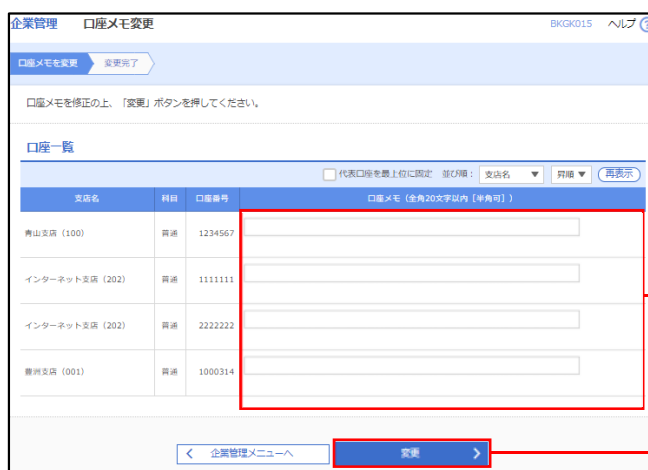 企業管理 口座メモ変更 BKGK015 ヘルプ ?
口座メモを変更 変更完了
口座メモを修正の上、「変更」ボタンを押してください。
口座一覧
代表口座を最上位に固定 並び順： 支店名 ▼ 昇順 ▼ 再表示
支店名 科目 口座番号 口座メモ（全角20文字以内［半角可］）
青山支店（100） 普通 1234567
インターネット支店（202） 普通 1111111
インターネット支店（202） 普通 2222222
豊洲支店（001） 普通 1000314
企業管理メニューへ 変更